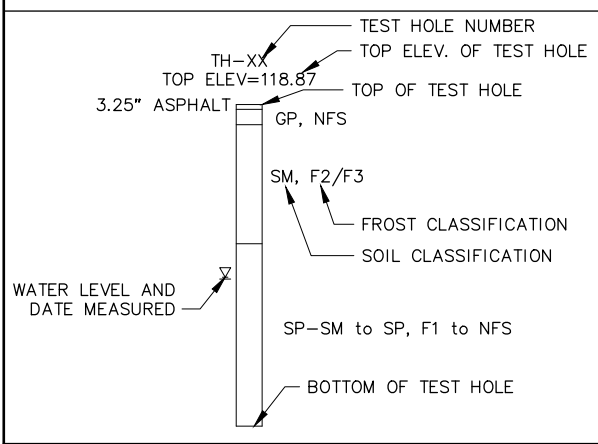 TEST HOLE NUMBER
TH-XX
TOP ELEV. OF TEST HOLE
TOP ELEV=118.87
TOP OF TEST HOLE
3.25" ASPHALT
GP, NFS
SM, F2/F3
FROST CLASSIFICATION
SOIL CLASSIFICATION
WATER LEVEL AND
DATE MEASURED
SP-SM to SP, F1 to NFS
BOTTOM OF TEST HOLE